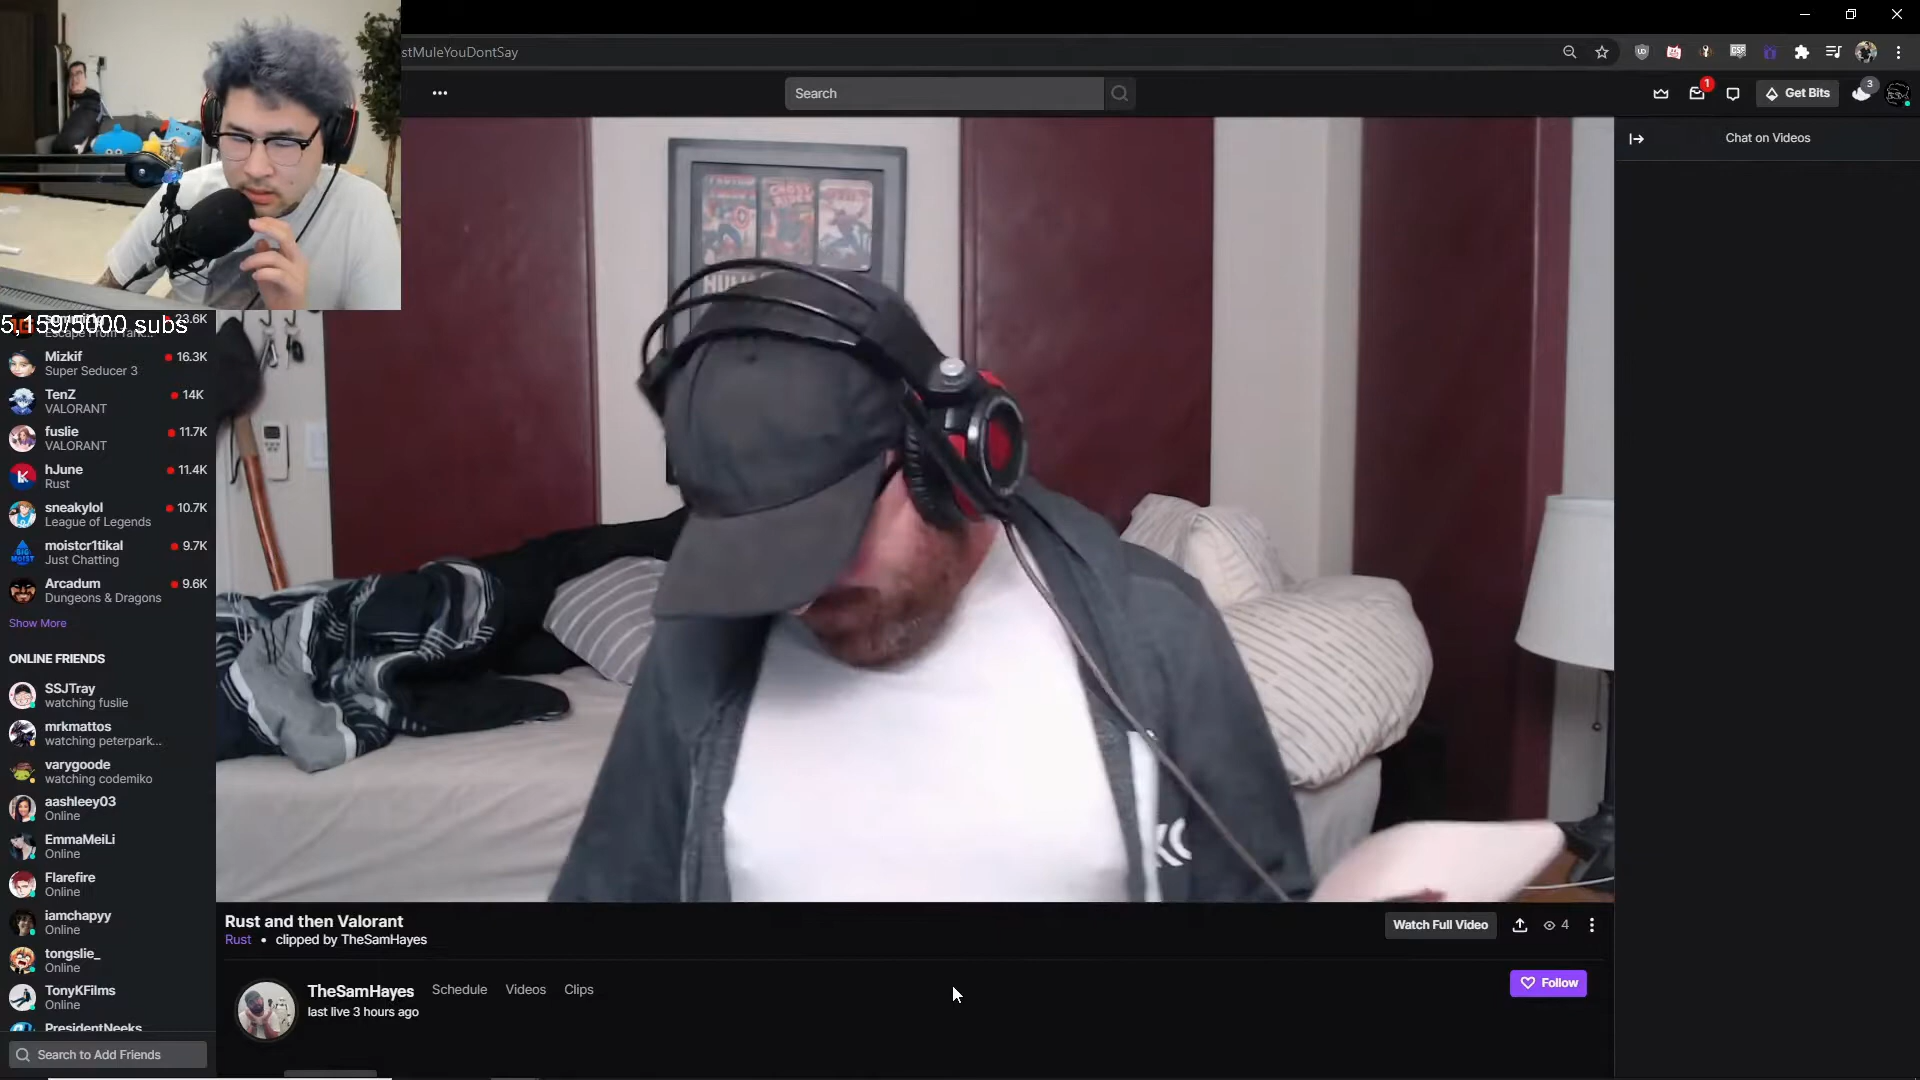 stMuleYouDontSay
Search
1
Get Bits
3
Chat on Videos
5,159/5000 subs
23.6K
Mizkif
16.3K
Super Seducer 3
TenZ
14K
VALORANT
fuslie
11.7K
VALORANT
hJune
11.4K
Rust
sneakylol
10.7K
League of Legends
moistcr1tikal
9.7K
Just Chatting
Arcadum
9.6K
Dungeons & Dragons
Show More
ONLINE FRIENDS
SSJTray
watching fuslie
mrkmattos
watching peterpark...
varygoode
watching codemiko
aashleey03
Online
EmmaMeiLi
Online
Flarefire
Online
iamchapyy
Online
tongslie_
Online
TonyKFilms
Online
PresidentNeeks
Search to Add Friends
Rust and then Valorant
Rust • clipped by TheSamHayes
Watch Full Video
4
TheSamHayes
Schedule
Videos
Clips
last live 3 hours ago
Follow